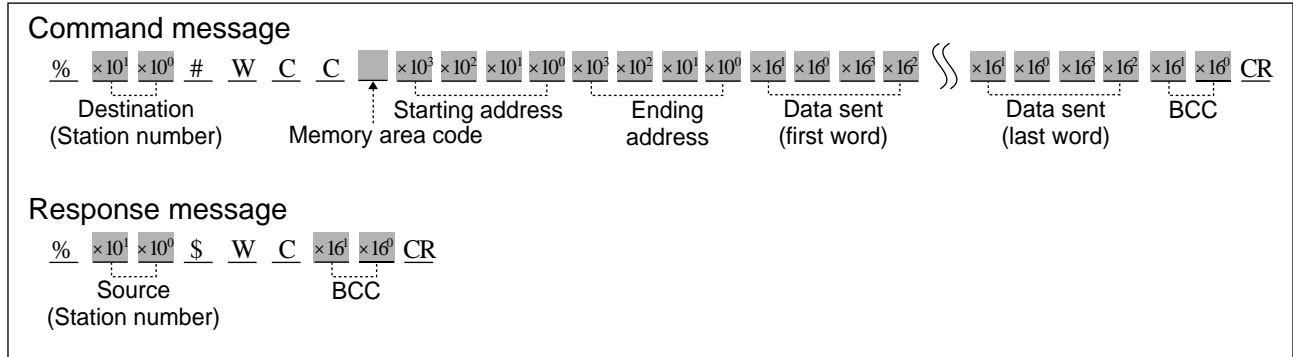 Command message
% ×10¹ ×10⁰ # W C C ×10³ ×10² ×10¹ ×10⁰ ×10³ ×10² ×10¹ ×10⁰ ×16¹ ×16⁰ ×16³ ×16² ×16¹ ×16⁰ ×16³ ×16² ×16¹ ×16⁰ CR
Destination Starting address Ending Data sent Data sent BCC
(Station number) Memory area code address (first word) (last word)
Response message
% ×10¹ ×10⁰ $ W C ×16¹ ×16⁰ CR
Source BCC
(Station number)